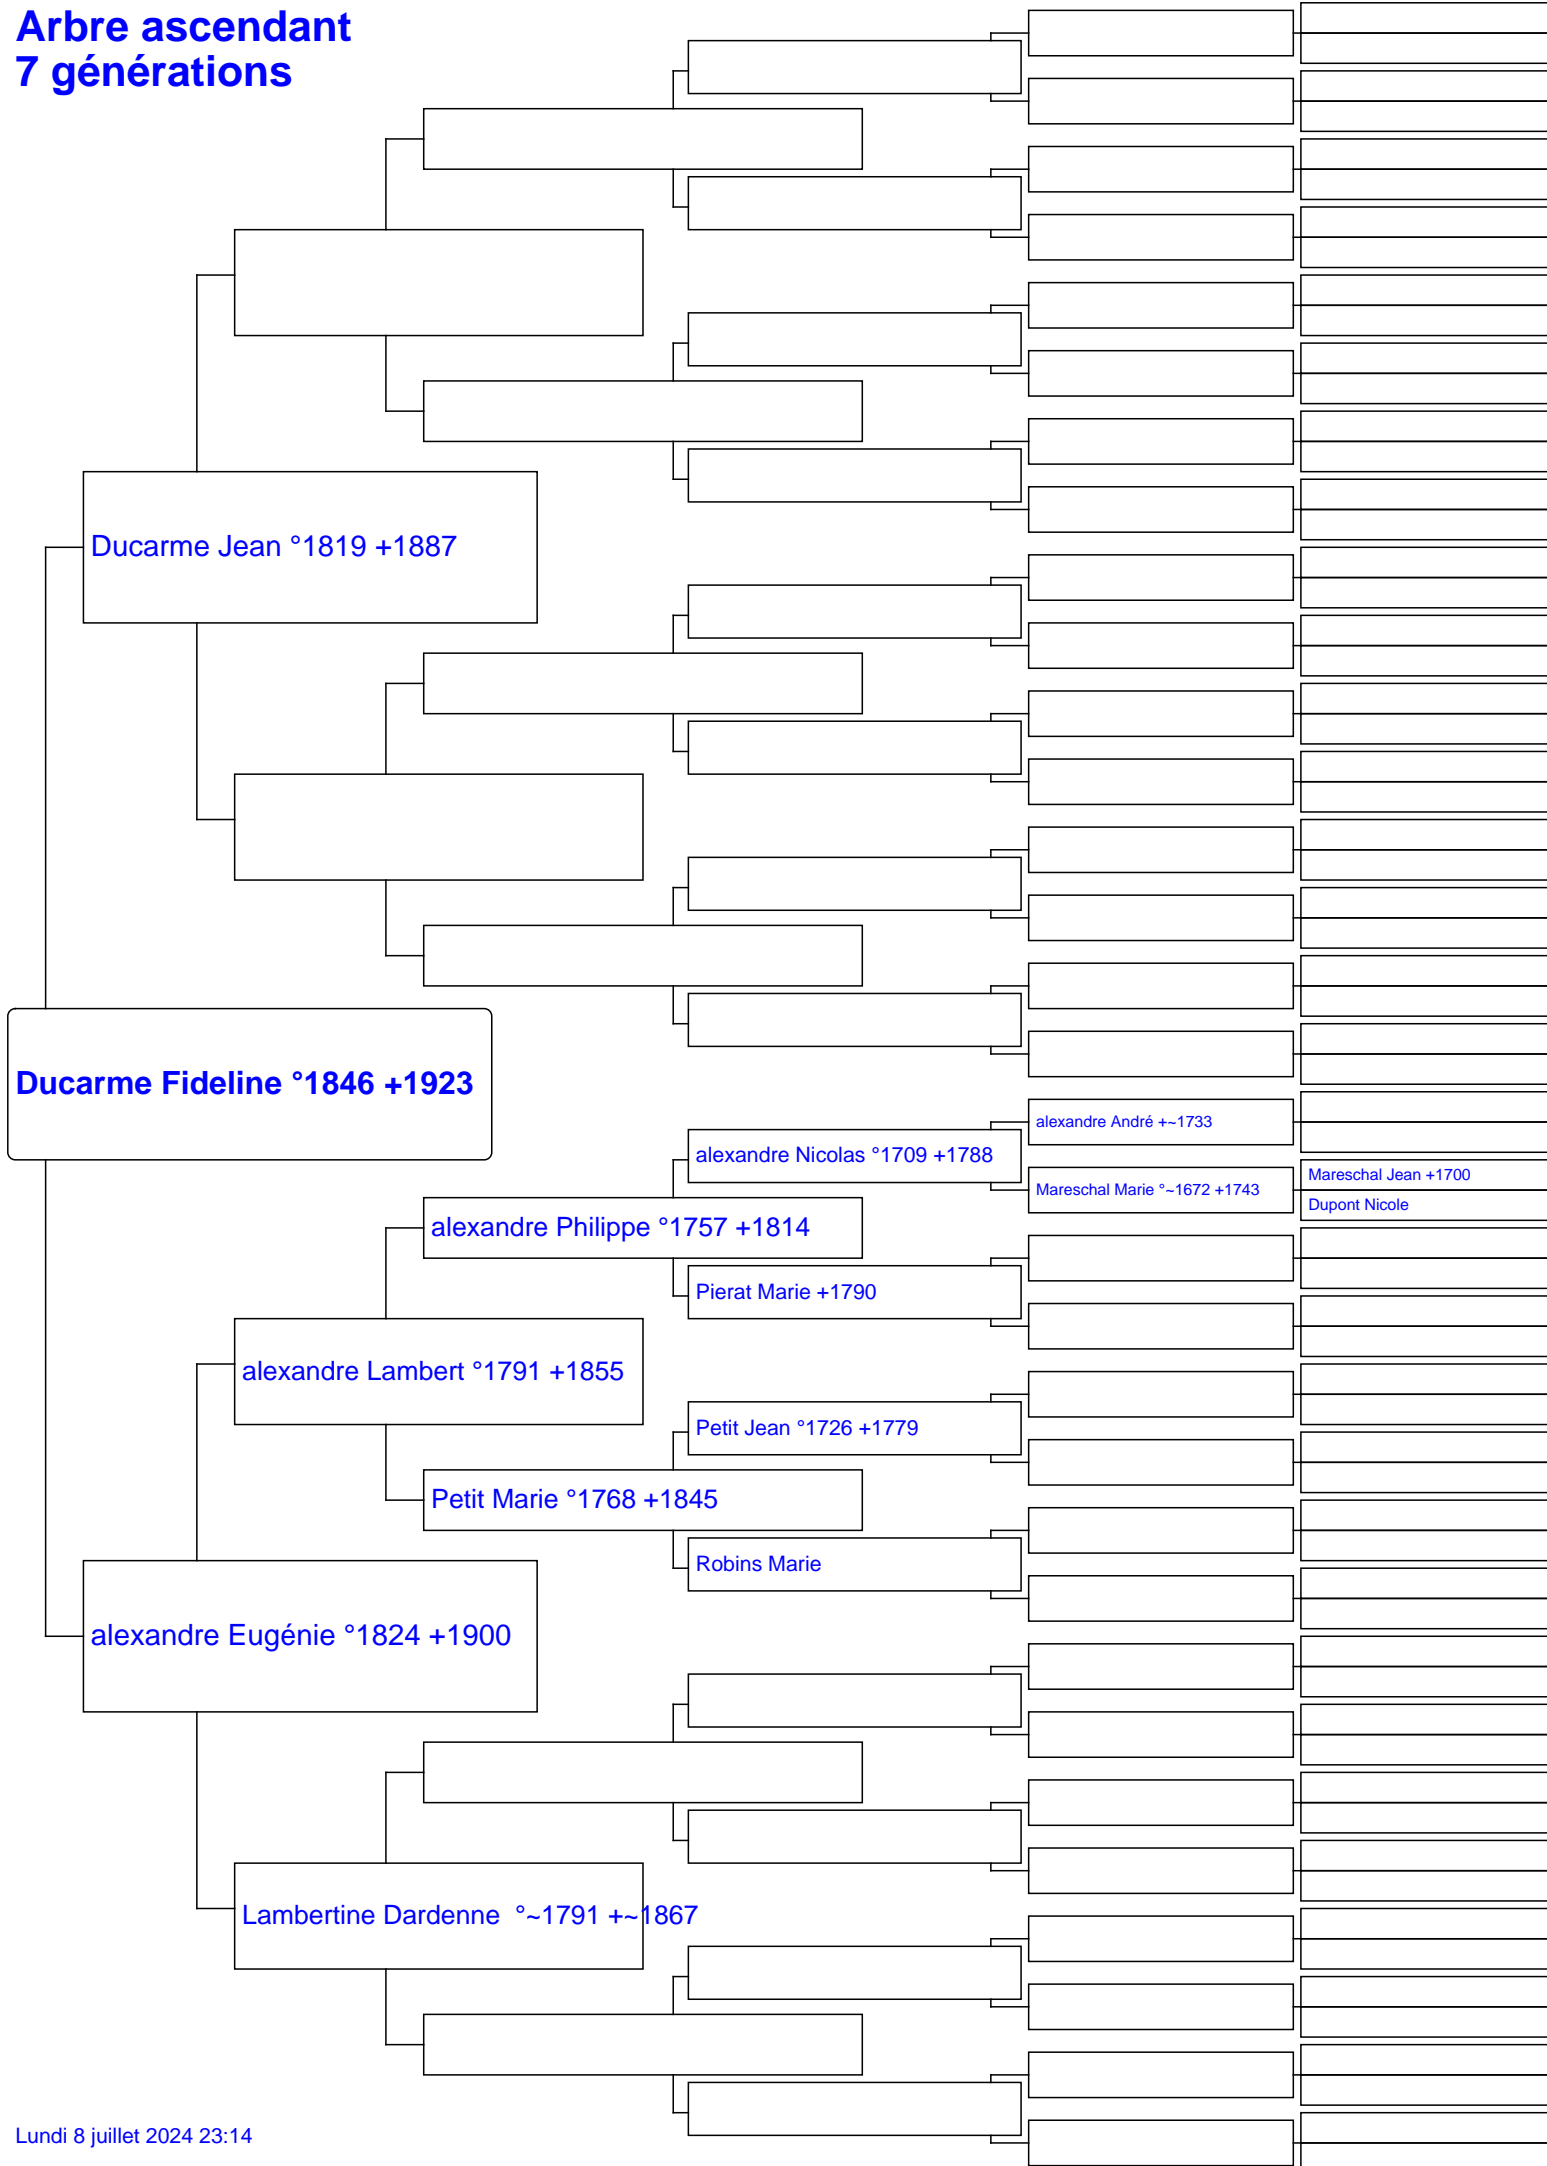 Arbre ascendant
7 générations
Ducarme Jean °1819 +1887
Ducarme Fideline °1846 +1923
alexandre André +~1733
alexandre Nicolas °1709 +1788
Mareschal Jean +1700
Mareschal Marie °~1672 +1743
Dupont Nicole
alexandre Philippe °1757 +1814
Pierat Marie +1790
alexandre Lambert °1791 +1855
Petit Jean °1726 +1779
Petit Marie °1768 +1845
Robins Marie
alexandre Eugénie °1824 +1900
Lambertine Dardenne  °~1791 +~1867
Lundi 8 juillet 2024 23:14